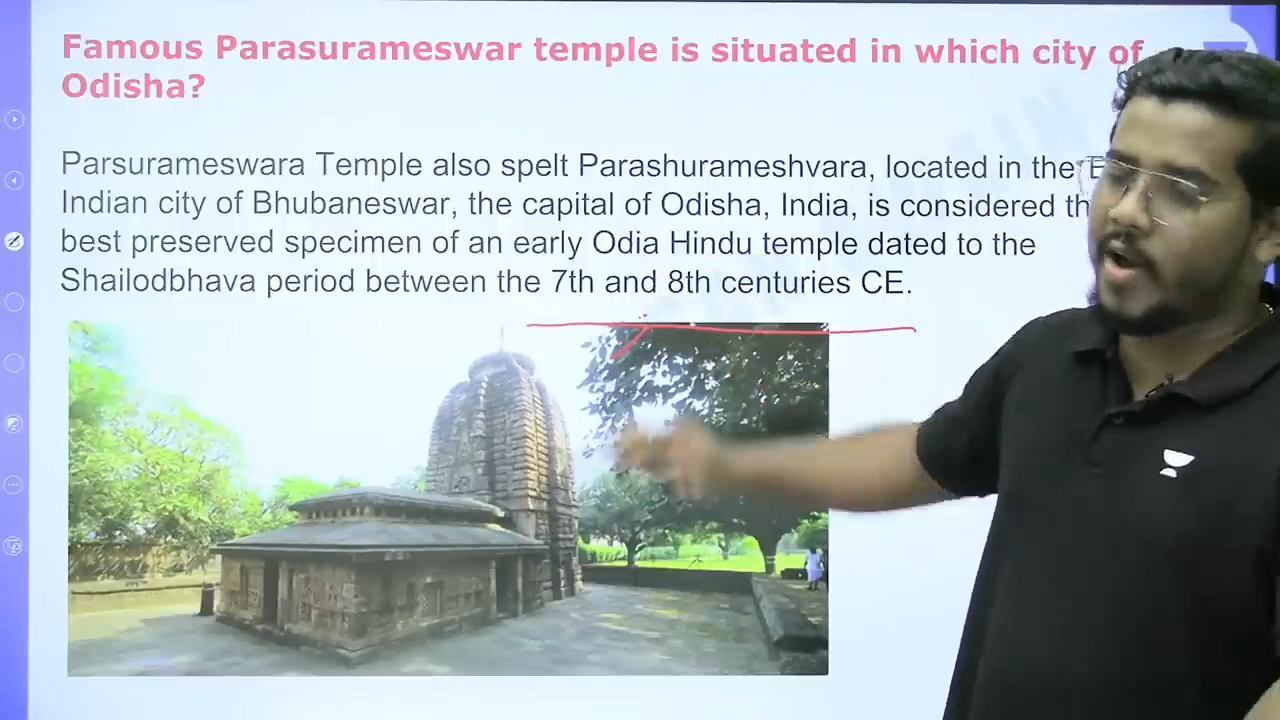 Famous Parasurameswar temple is situated in which city of
Odisha?
Parsurameswara Temple also spelt Parashurameshvara, located in the
Indian city of Bhubaneswar, the capital of Odisha, India, is considered
best preserved specimen of an early Odia Hindu temple dated to the
Shailodbhava period between the 7th and 8th centuries CE.